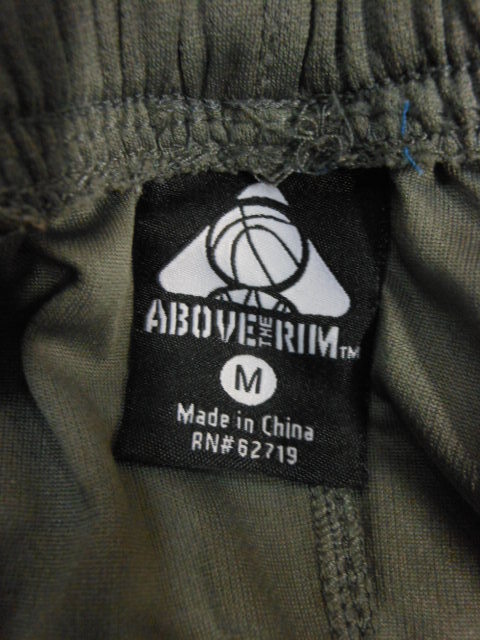 ABOVE THE RIM™
M
Made in China
RN#62719